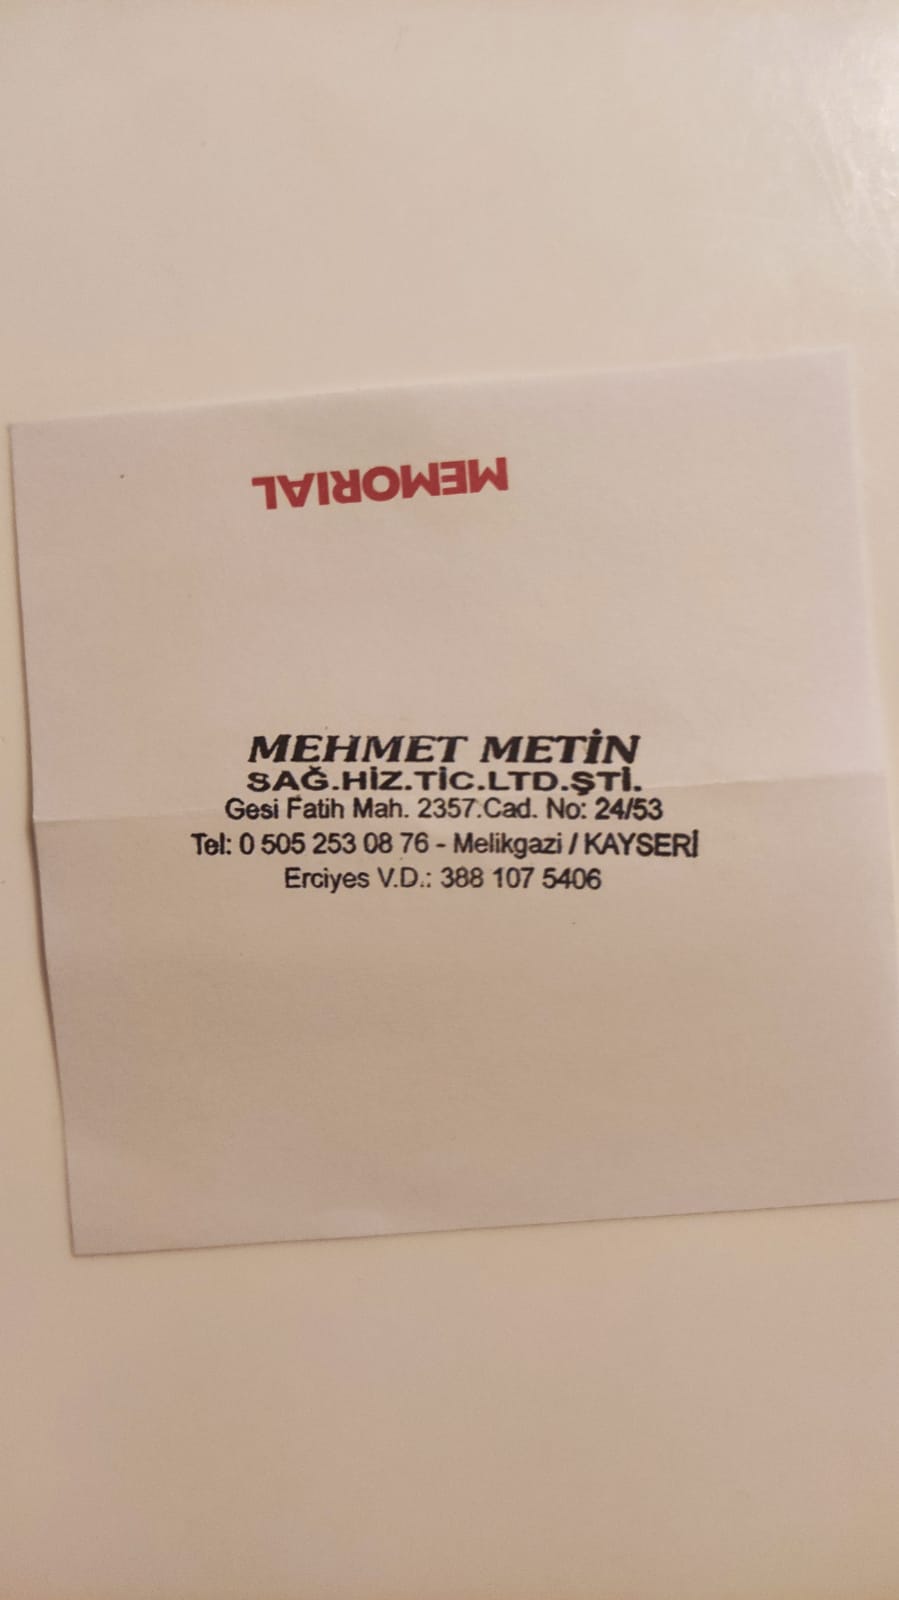 MEMORIAL
MEHMET METİN
SAĞ.HİZ.TİC.LTD.ŞTİ.
Gesi Fatih Mah. 2357.Cad. No: 24/53
Tel: 0 505 253 08 76 - Melikgazi / KAYSERİ
Erciyes V.D.: 388 107 5406